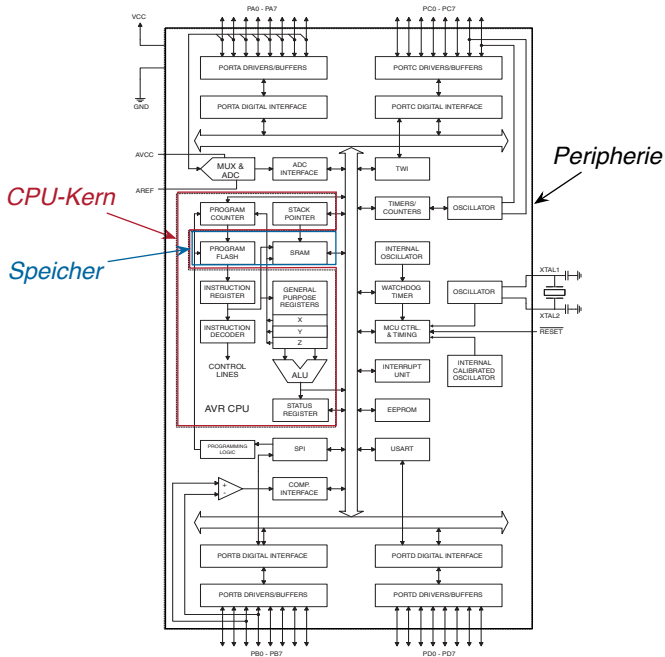 PA0 - PA7
PC0 - PC7
VCC
PORTA DRIVERS/BUFFERS
PORTC DRIVERS/BUFFERS
GND
PORTA DIGITAL INTERFACE
PORTC DIGITAL INTERFACE
AVCC
MUX &
ADC
ADC
INTERFACE
TWI
AREF
Peripherie
CPU-Kern
PROGRAM
COUNTER
STACK
POINTER
TIMERS/
COUNTERS
OSCILLATOR
Speicher
PROGRAM
FLASH
SRAM
INTERNAL
OSCILLATOR
XTAL1
INSTRUCTION
REGISTER
GENERAL
PURPOSE
REGISTERS
WATCHDOG
TIMER
OSCILLATOR
X
XTAL2
INSTRUCTION
DECODER
Y
MCU CTRL.
& TIMING
RESET
Z
CONTROL
LINES
ALU
INTERRUPT
UNIT
INTERNAL
CALIBRATED
OSCILLATOR
AVR CPU
STATUS
REGISTER
EEPROM
PROGRAMMING
LOGIC
SPI
USART
+
-
COMP.
INTERFACE
PORTB DIGITAL INTERFACE
PORTD DIGITAL INTERFACE
PORTB DRIVERS/BUFFERS
PORTD DRIVERS/BUFFERS
PB0 - PB7
PD0 - PD7